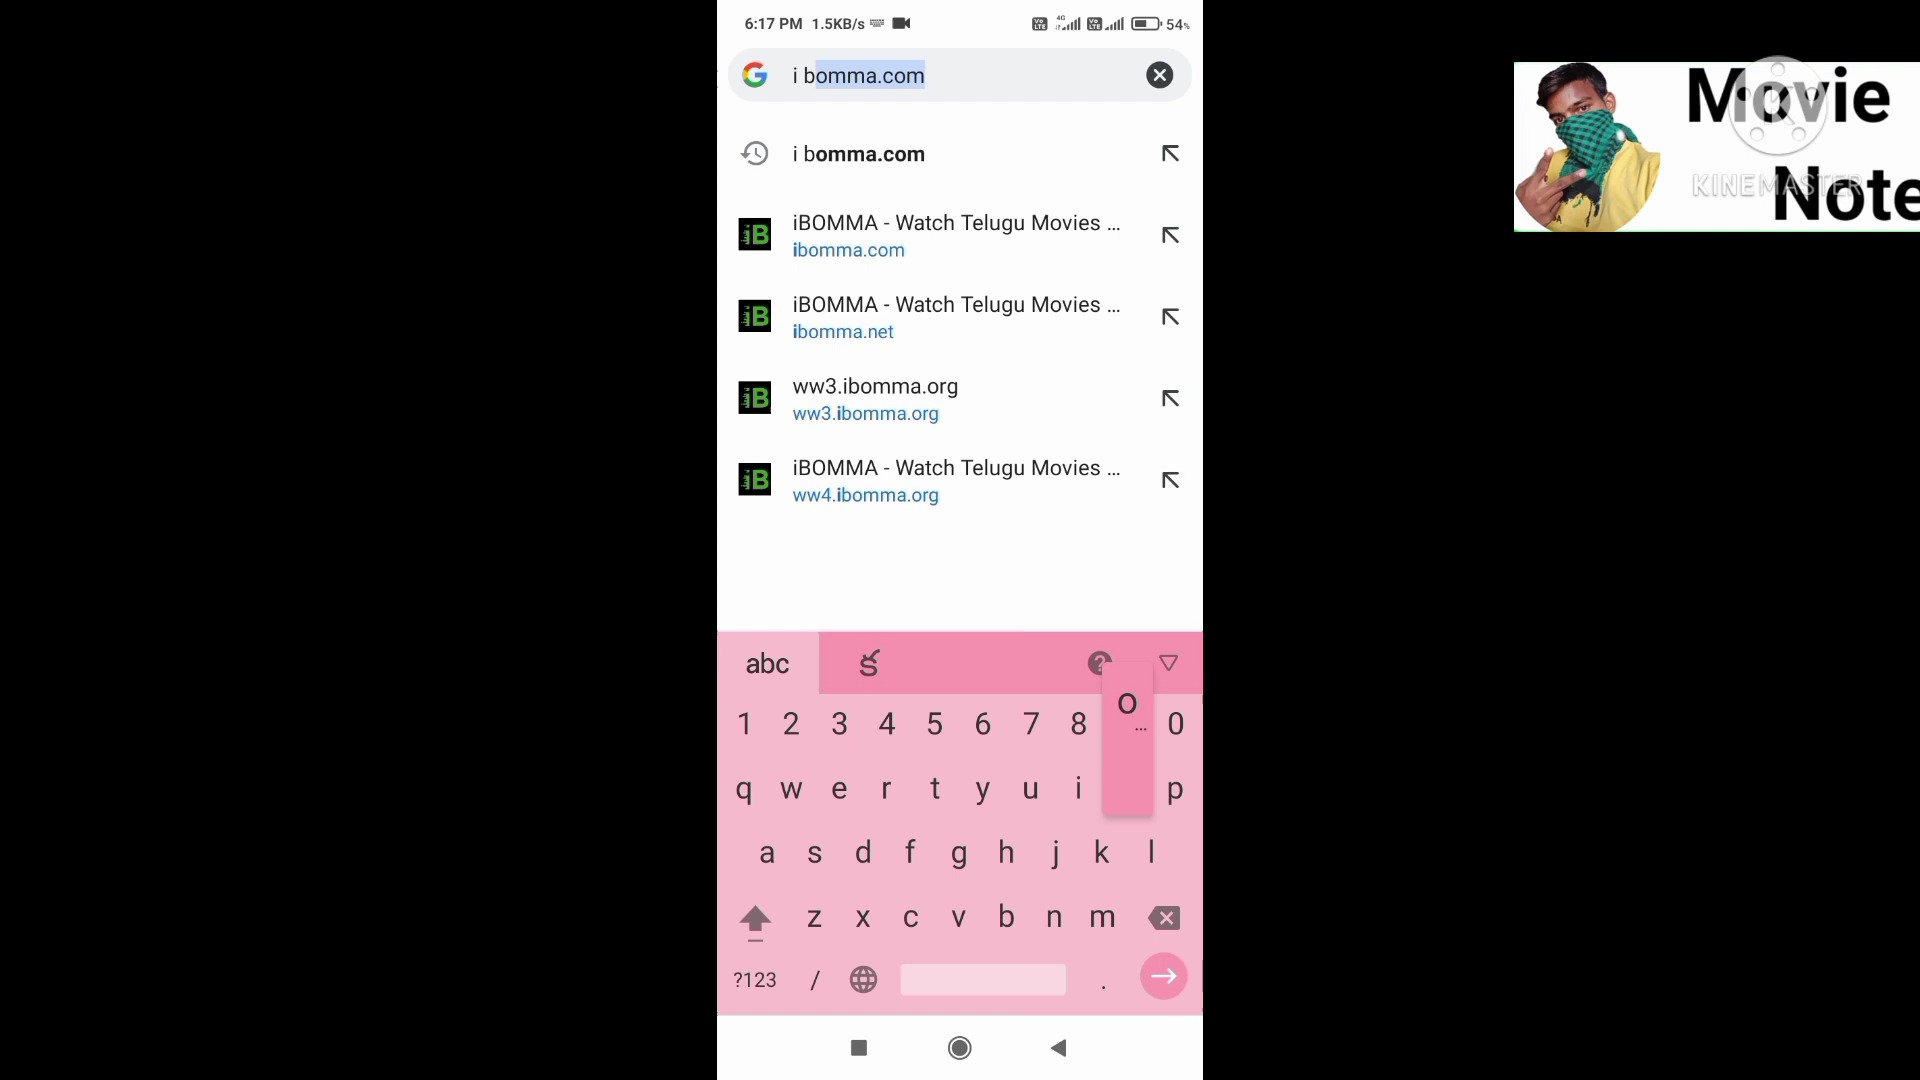 6:17 PM 1.5KB/s 4G 54%
i bomma.com
i bomma.com
iBOMMA - Watch Telugu Movies ...
ibomma.com
iBOMMA - Watch Telugu Movies ...
ibomma.net
ww3.ibomma.org
ww3.ibomma.org
iBOMMA - Watch Telugu Movies ...
ww4.ibomma.org
abc క
1 2 3 4 5 6 7 8 o 0
q w e r t y u i p
a s d f g h j k l
z x c v b n m
?123 / .
Movie
KINEMASTER
Note